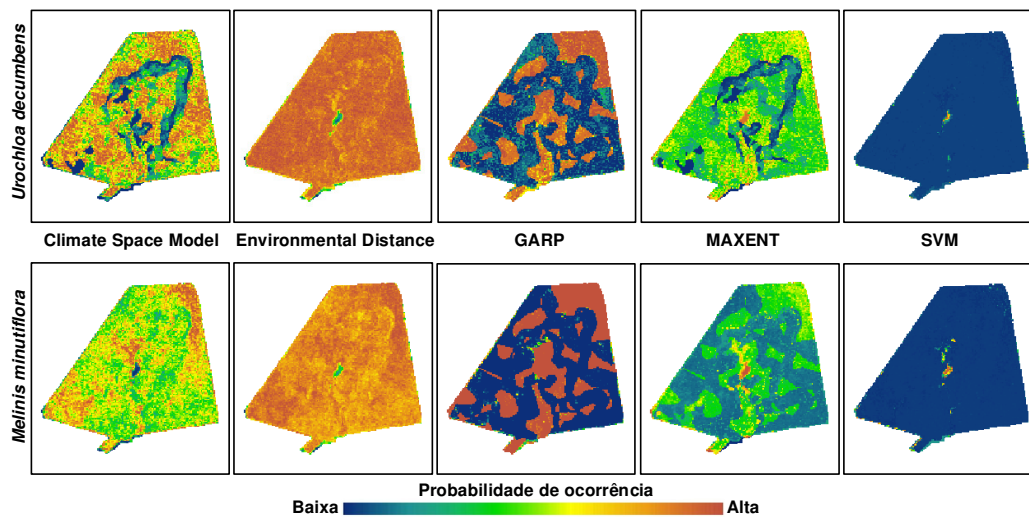 Urochloa decumbens
Climate Space Model Environmental Distance GARP MAXENT SVM
Melinis minutiflora
Probabilidade de ocorrência
Baixa Alta